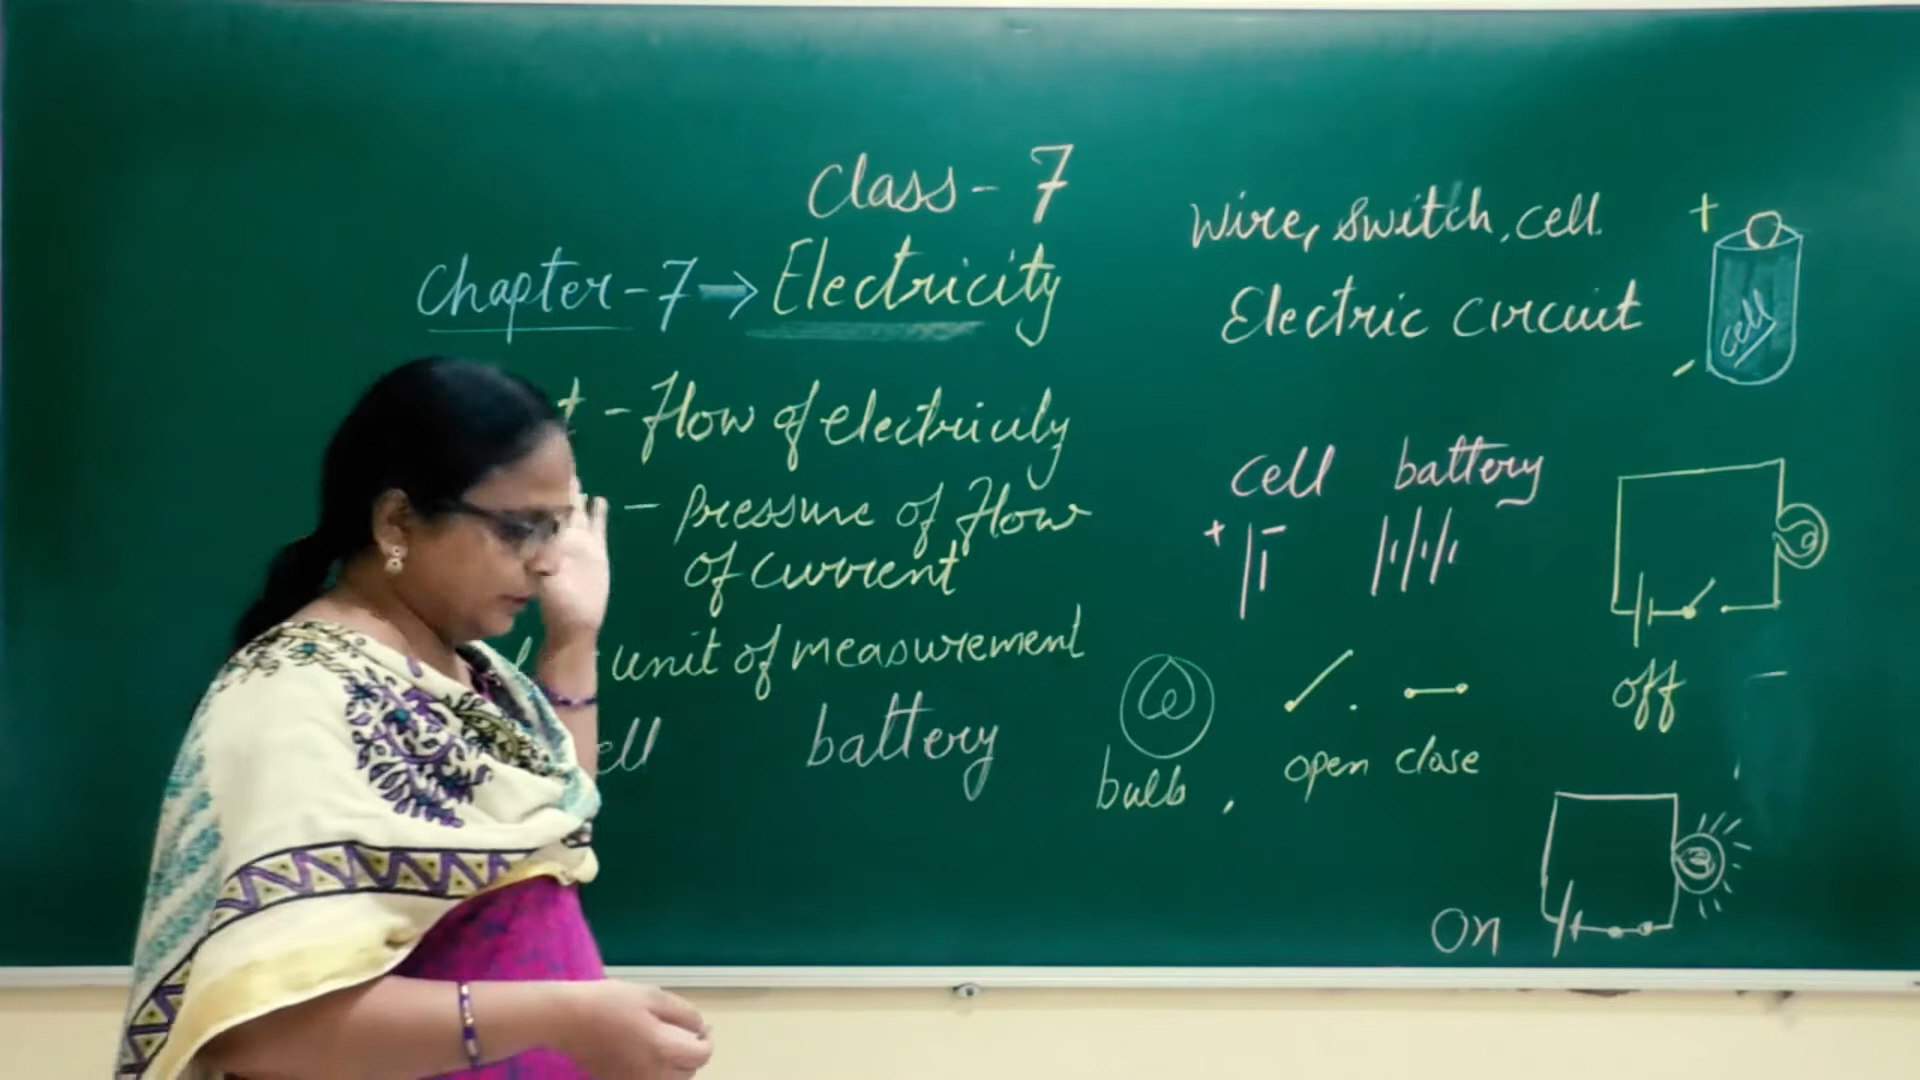 Class - 7
Chapter - 7 → Electricity
- Flow of electricity
- Pressure of Flow
of current
unit of measurement
battery
Wire, Switch, cell
Electric circuit
+
cell
-
cell battery
+ -
bulb, open close
off
On